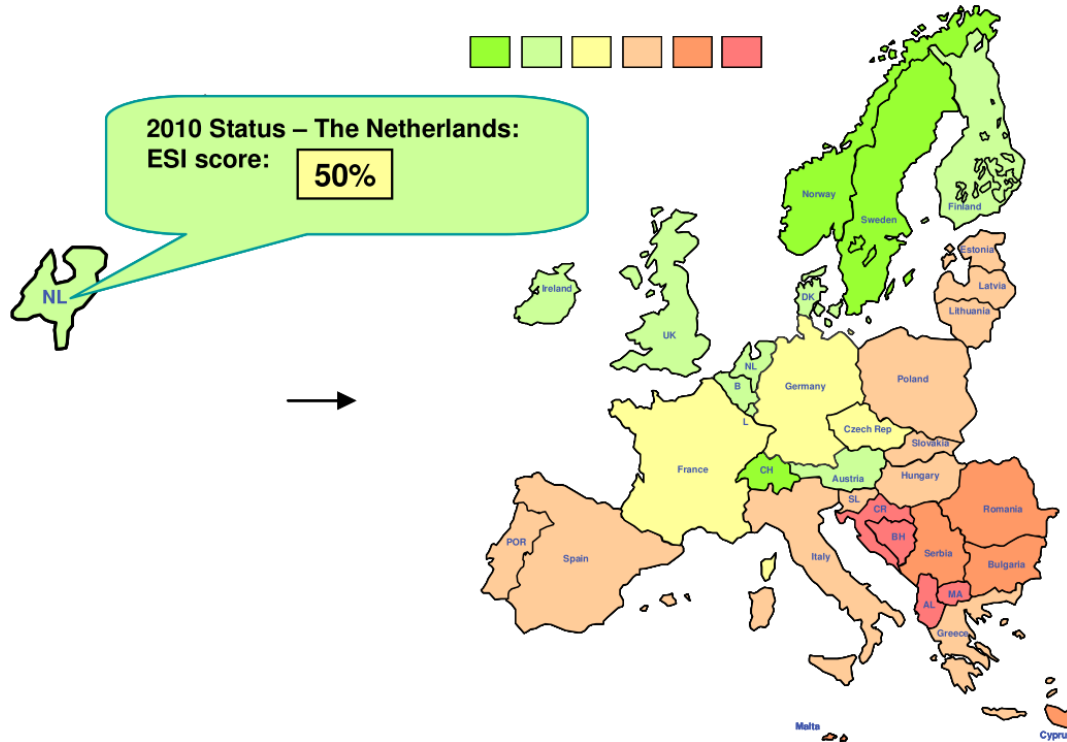 2010 Status – The Netherlands:
ESI score:
50%
NL
Norway
Sweden
Finland
Estonia
Latvia
Lithuania
Ireland
UK
DK
NL
B
L
Germany
Poland
Czech Rep
Slovakia
France
CH
Austria
Hungary
SL
CR
BH
Romania
Serbia
Bulgaria
POR
Spain
Italy
AL
MA
Greece
Malta
Cypru